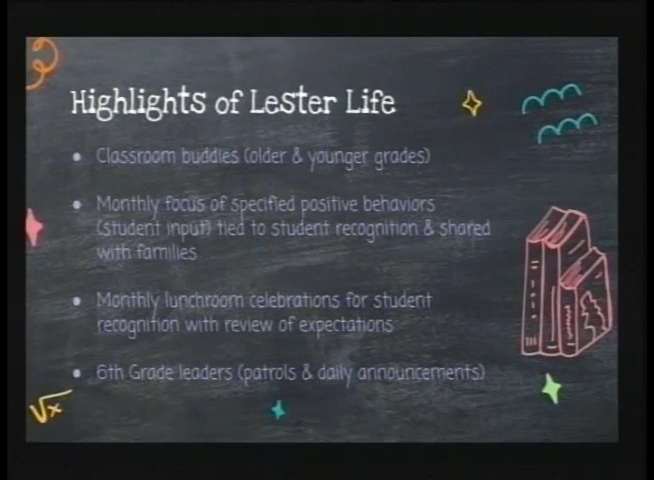 Highlights of Lester Life
• Classroom buddies (older & younger grades)
• Monthly focus of specified positive behaviors
(student input) tied to student recognition & shared
with families
• Monthly lunchroom celebrations for student
recognition with review of expectations
• 6th Grade leaders (patrols & daily announcements)
√x